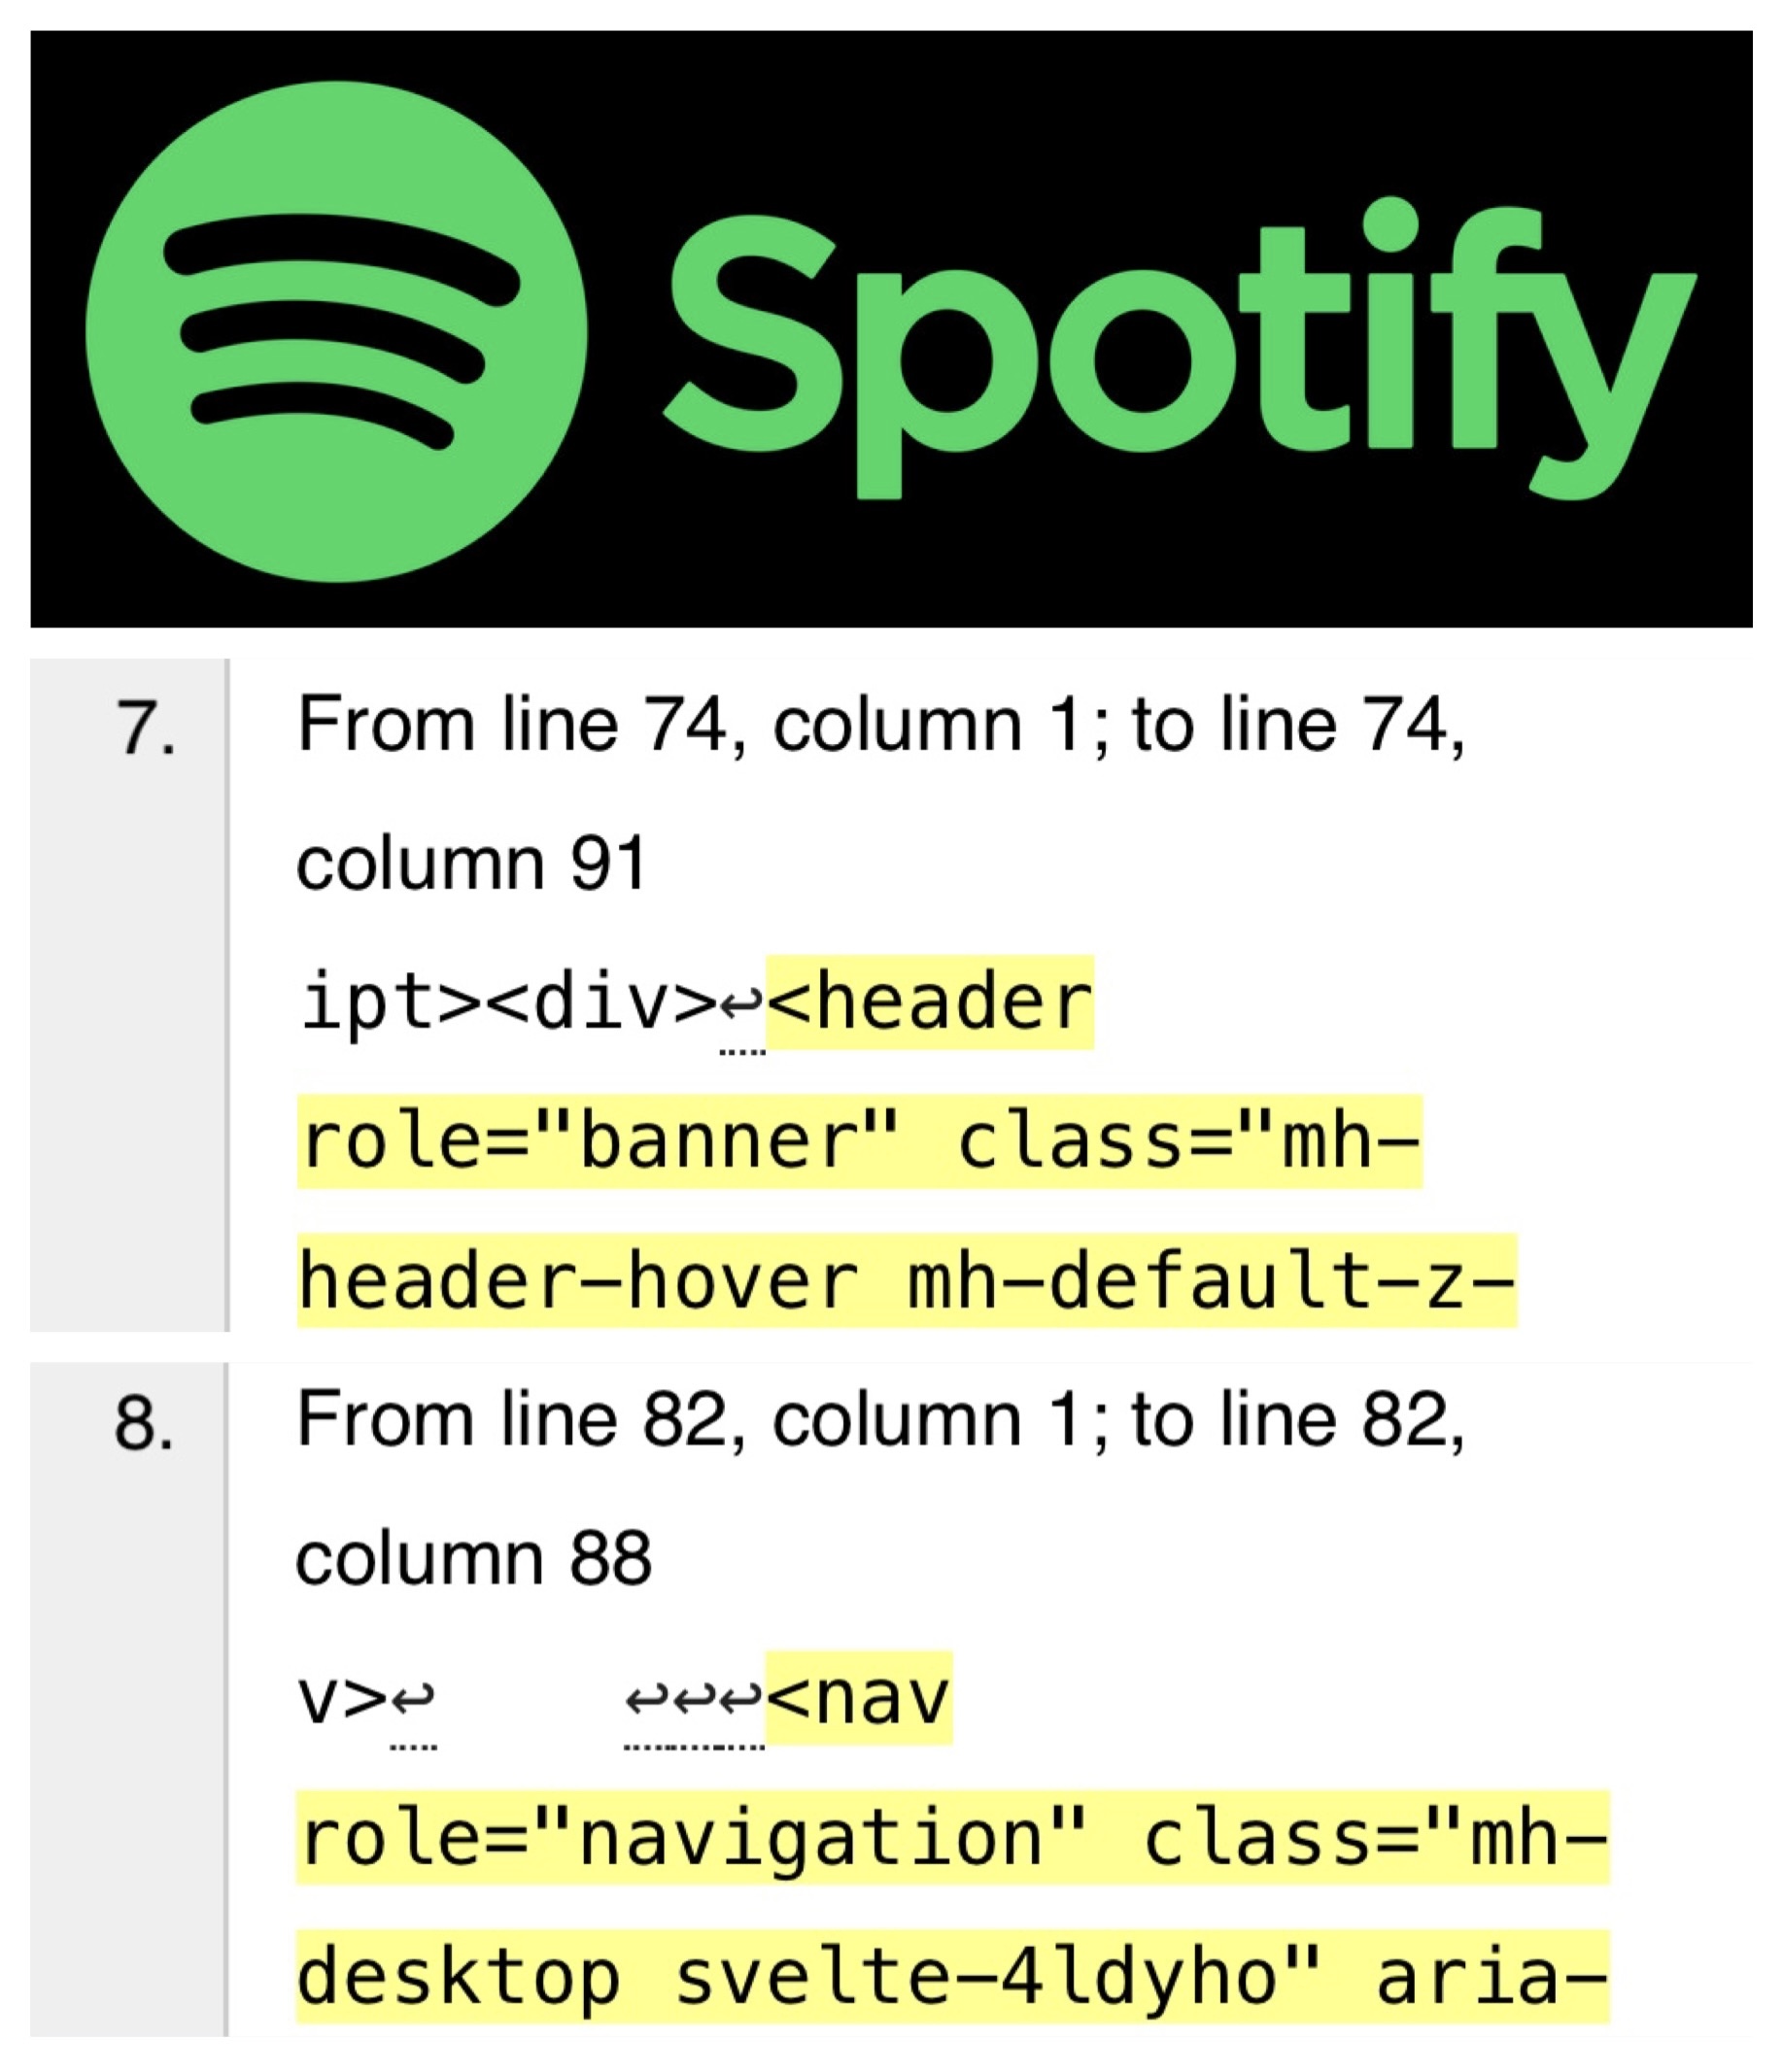 Spotify
7.
From line 74, column 1; to line 74,
column 91
ipt><div>↩<header
role="banner" class="mh-
header-hover mh-default-z-
8.
From line 82, column 1; to line 82,
column 88
v>↩    ↩↩↩<nav
role="navigation" class="mh-
desktop svelte-4ldyho" aria-